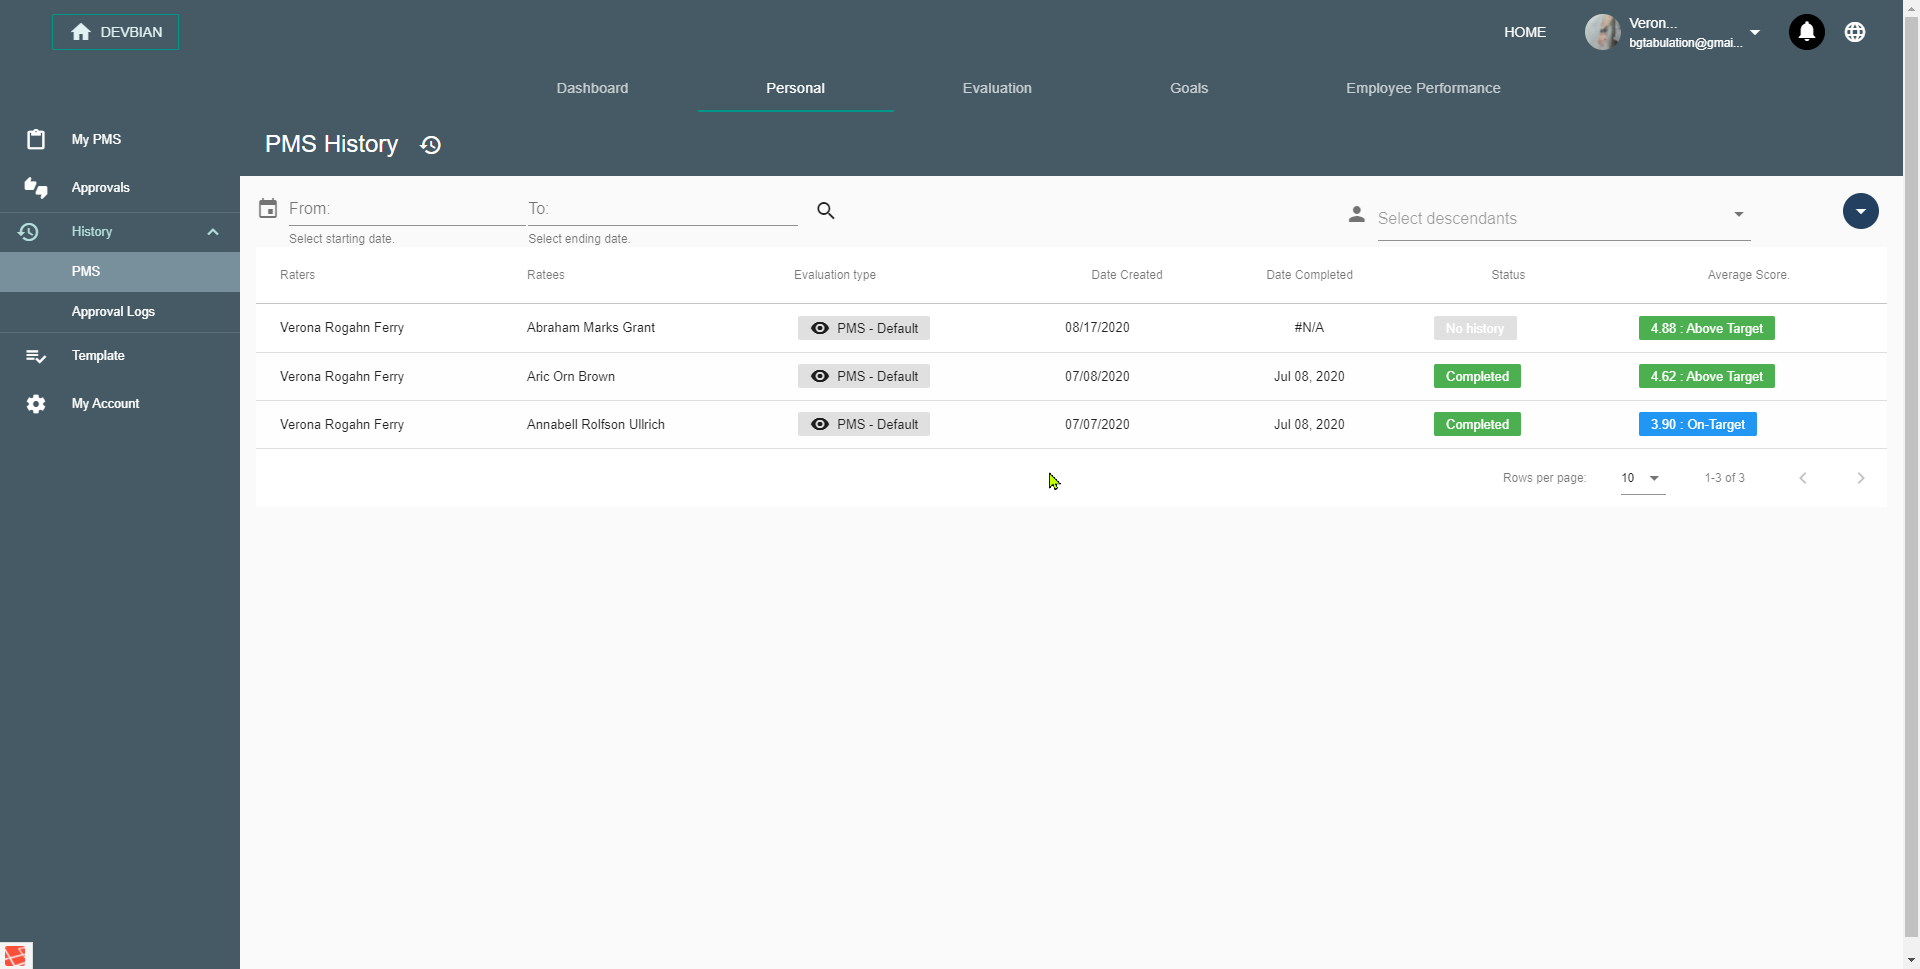 DEVBIAN
HOME
Veron...
bgtabulation@gmai...
Dashboard Personal Evaluation Goals Employee Performance
My PMS
Approvals
History
PMS
Approval Logs
Template
My Account
PMS History
From: To:
Select starting date. Select ending date.
Select descendants
Raters Ratees Evaluation type Date Created Date Completed Status Average Score.
Verona Rogahn Ferry Abraham Marks Grant PMS - Default 08/17/2020 #N/A No history 4.88 : Above Target
Verona Rogahn Ferry Aric Orn Brown PMS - Default 07/08/2020 Jul 08, 2020 Completed 4.62 : Above Target
Verona Rogahn Ferry Annabell Rolfson Ullrich PMS - Default 07/07/2020 Jul 08, 2020 Completed 3.90 : On-Target
Rows per page: 10 1-3 of 3